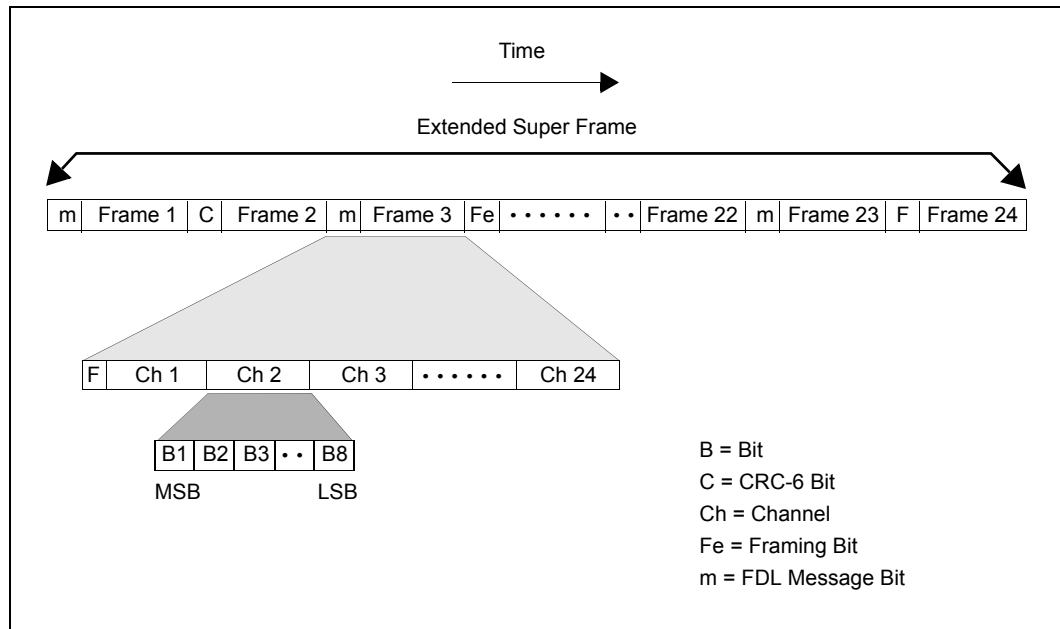 Time
Extended Super Frame
m Frame 1 C Frame 2 m Frame 3 Fe • • • • • • • • Frame 22 m Frame 23 F Frame 24
F Ch 1 Ch 2 Ch 3 • • • • • • Ch 24
B1 B2 B3 • • B8
MSB LSB
B = Bit
C = CRC-6 Bit
Ch = Channel
Fe = Framing Bit
m = FDL Message Bit